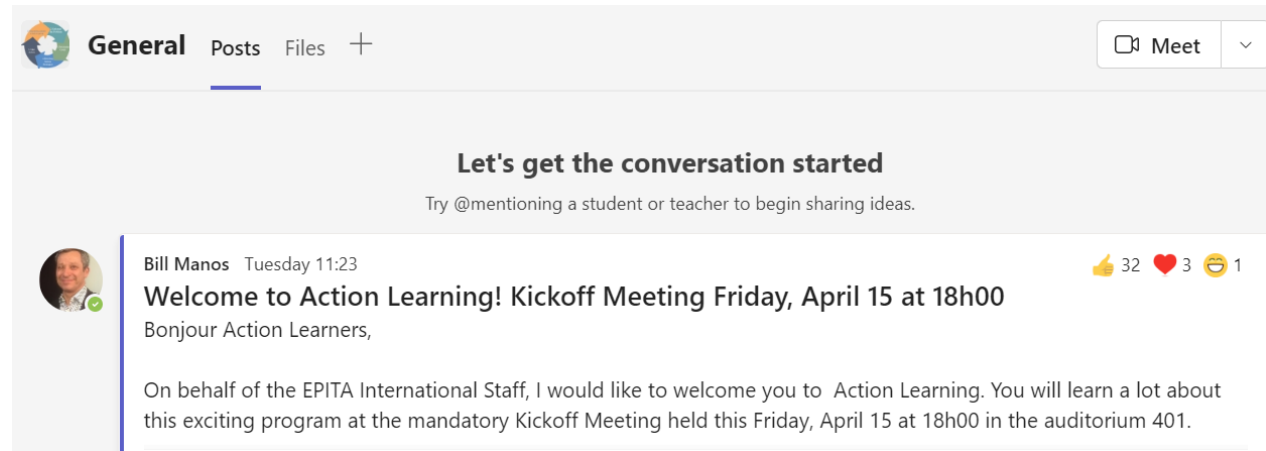 General Posts Files
Meet
Let's get the conversation started
Try @mentioning a student or teacher to begin sharing ideas.
Bill Manos Tuesday 11:23
32 3 1
Welcome to Action Learning! Kickoff Meeting Friday, April 15 at 18h00
Bonjour Action Learners,
On behalf of the EPITA International Staff, I would like to welcome you to  Action Learning. You will learn a lot about
this exciting program at the mandatory Kickoff Meeting held this Friday, April 15 at 18h00 in the auditorium 401.